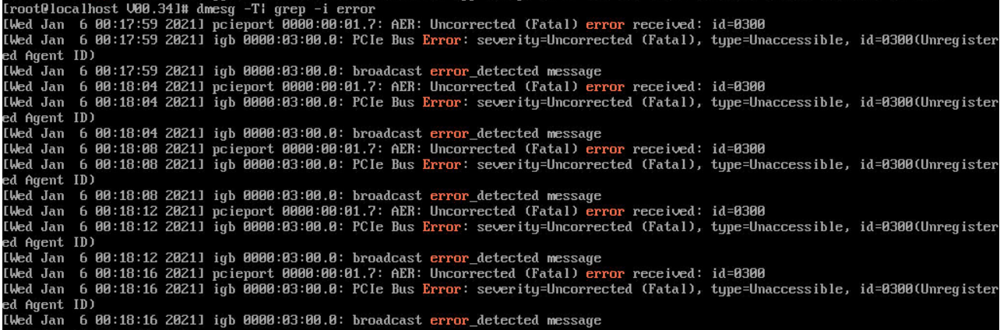 [root@localhost V00.34]# dmesg -T| grep -i error
[Wed Jan  6 00:17:59 2021] pcieport 0000:00:01.7: AER: Uncorrected (Fatal) error received: id=0300
[Wed Jan  6 00:17:59 2021] igb 0000:03:00.0: PCIe Bus Error: severity=Uncorrected (Fatal), type=Unaccessible, id=0300(Unregister
ed Agent ID)
[Wed Jan  6 00:17:59 2021] igb 0000:03:00.0: broadcast error_detected message
[Wed Jan  6 00:18:04 2021] pcieport 0000:00:01.7: AER: Uncorrected (Fatal) error received: id=0300
[Wed Jan  6 00:18:04 2021] igb 0000:03:00.0: PCIe Bus Error: severity=Uncorrected (Fatal), type=Unaccessible, id=0300(Unregister
ed Agent ID)
[Wed Jan  6 00:18:04 2021] igb 0000:03:00.0: broadcast error_detected message
[Wed Jan  6 00:18:08 2021] pcieport 0000:00:01.7: AER: Uncorrected (Fatal) error received: id=0300
[Wed Jan  6 00:18:08 2021] igb 0000:03:00.0: PCIe Bus Error: severity=Uncorrected (Fatal), type=Unaccessible, id=0300(Unregister
ed Agent ID)
[Wed Jan  6 00:18:08 2021] igb 0000:03:00.0: broadcast error_detected message
[Wed Jan  6 00:18:12 2021] pcieport 0000:00:01.7: AER: Uncorrected (Fatal) error received: id=0300
[Wed Jan  6 00:18:12 2021] igb 0000:03:00.0: PCIe Bus Error: severity=Uncorrected (Fatal), type=Unaccessible, id=0300(Unregister
ed Agent ID)
[Wed Jan  6 00:18:12 2021] igb 0000:03:00.0: broadcast error_detected message
[Wed Jan  6 00:18:16 2021] pcieport 0000:00:01.7: AER: Uncorrected (Fatal) error received: id=0300
[Wed Jan  6 00:18:16 2021] igb 0000:03:00.0: PCIe Bus Error: severity=Uncorrected (Fatal), type=Unaccessible, id=0300(Unregister
ed Agent ID)
[Wed Jan  6 00:18:16 2021] igb 0000:03:00.0: broadcast error_detected message